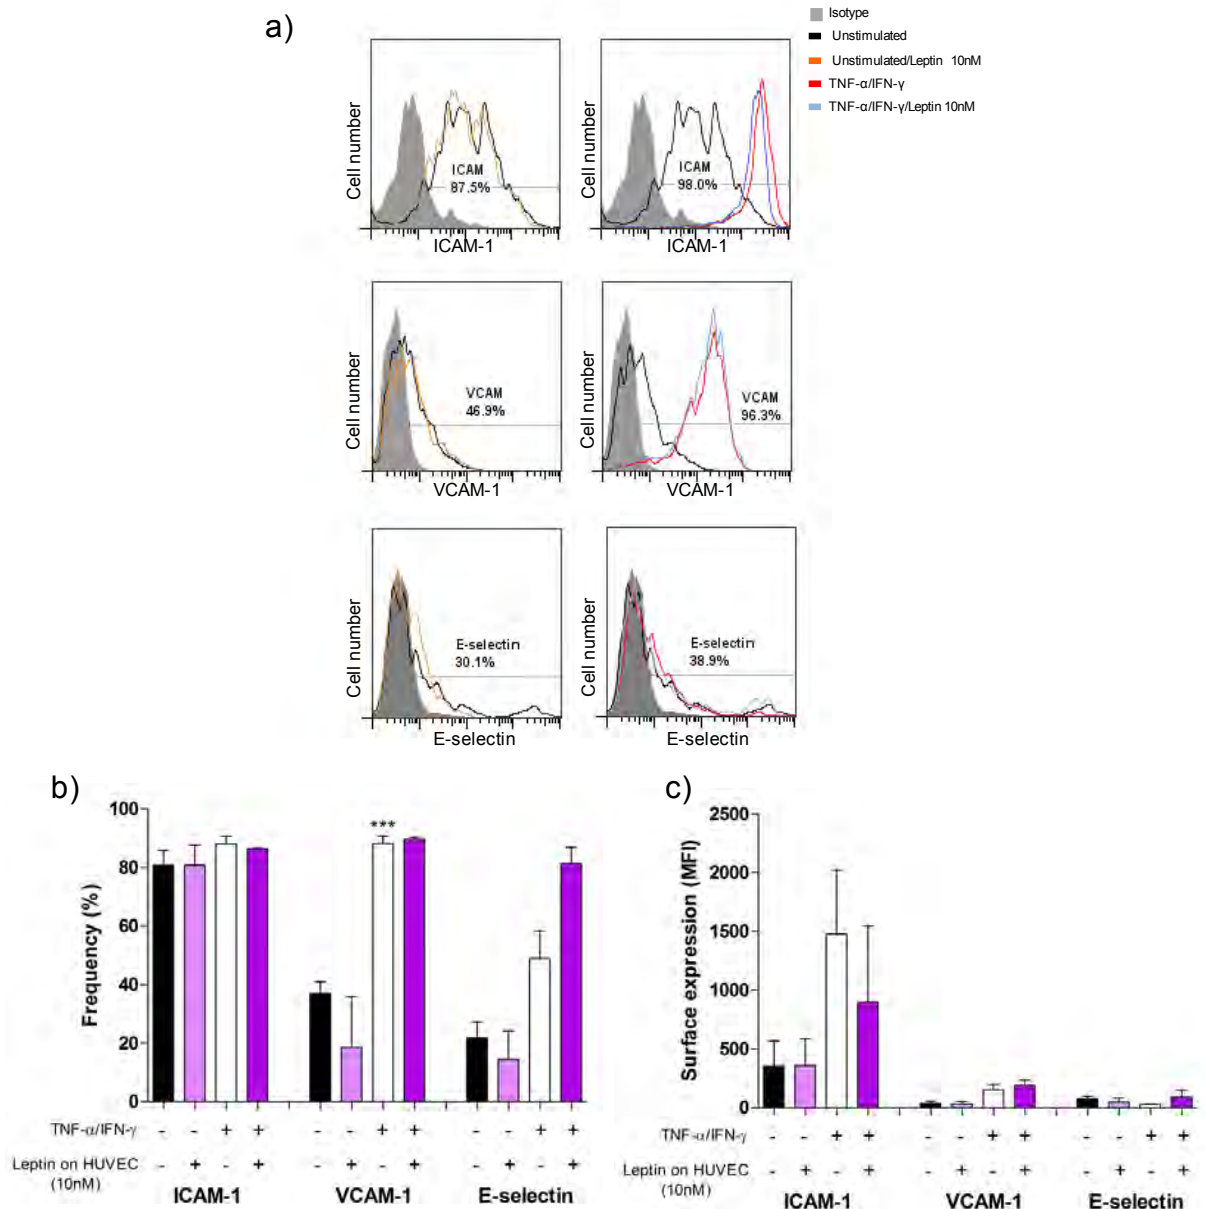 a)
Isotype
Unstimulated
Unstimulated/Leptin 10nM
TNF-α/IFN-γ
TNF-α/IFN-γ/Leptin 10nM
Cell number
ICAM
87.5%
ICAM-1
Cell number
ICAM
98.0%
ICAM-1
Cell number
VCAM
46.9%
VCAM-1
Cell number
VCAM
96.3%
VCAM-1
Cell number
E-selectin
30.1%
E-selectin
Cell number
E-selectin
38.9%
E-selectin
b)
Frequency (%)
100
80
60
40
20
0
***
TNF-α/IFN-γ - - + + - - + + - - + +
Leptin on HUVEC - + - + - + - + - + - +
(10nM)
ICAM-1 VCAM-1 E-selectin
c)
Surface expression (MFI)
2500
2000
1500
1000
500
0
TNF-α/IFN-γ - - + + - - + + - - + +
Leptin on HUVEC - + - + - + - + - + - +
(10nM)
ICAM-1 VCAM-1 E-selectin